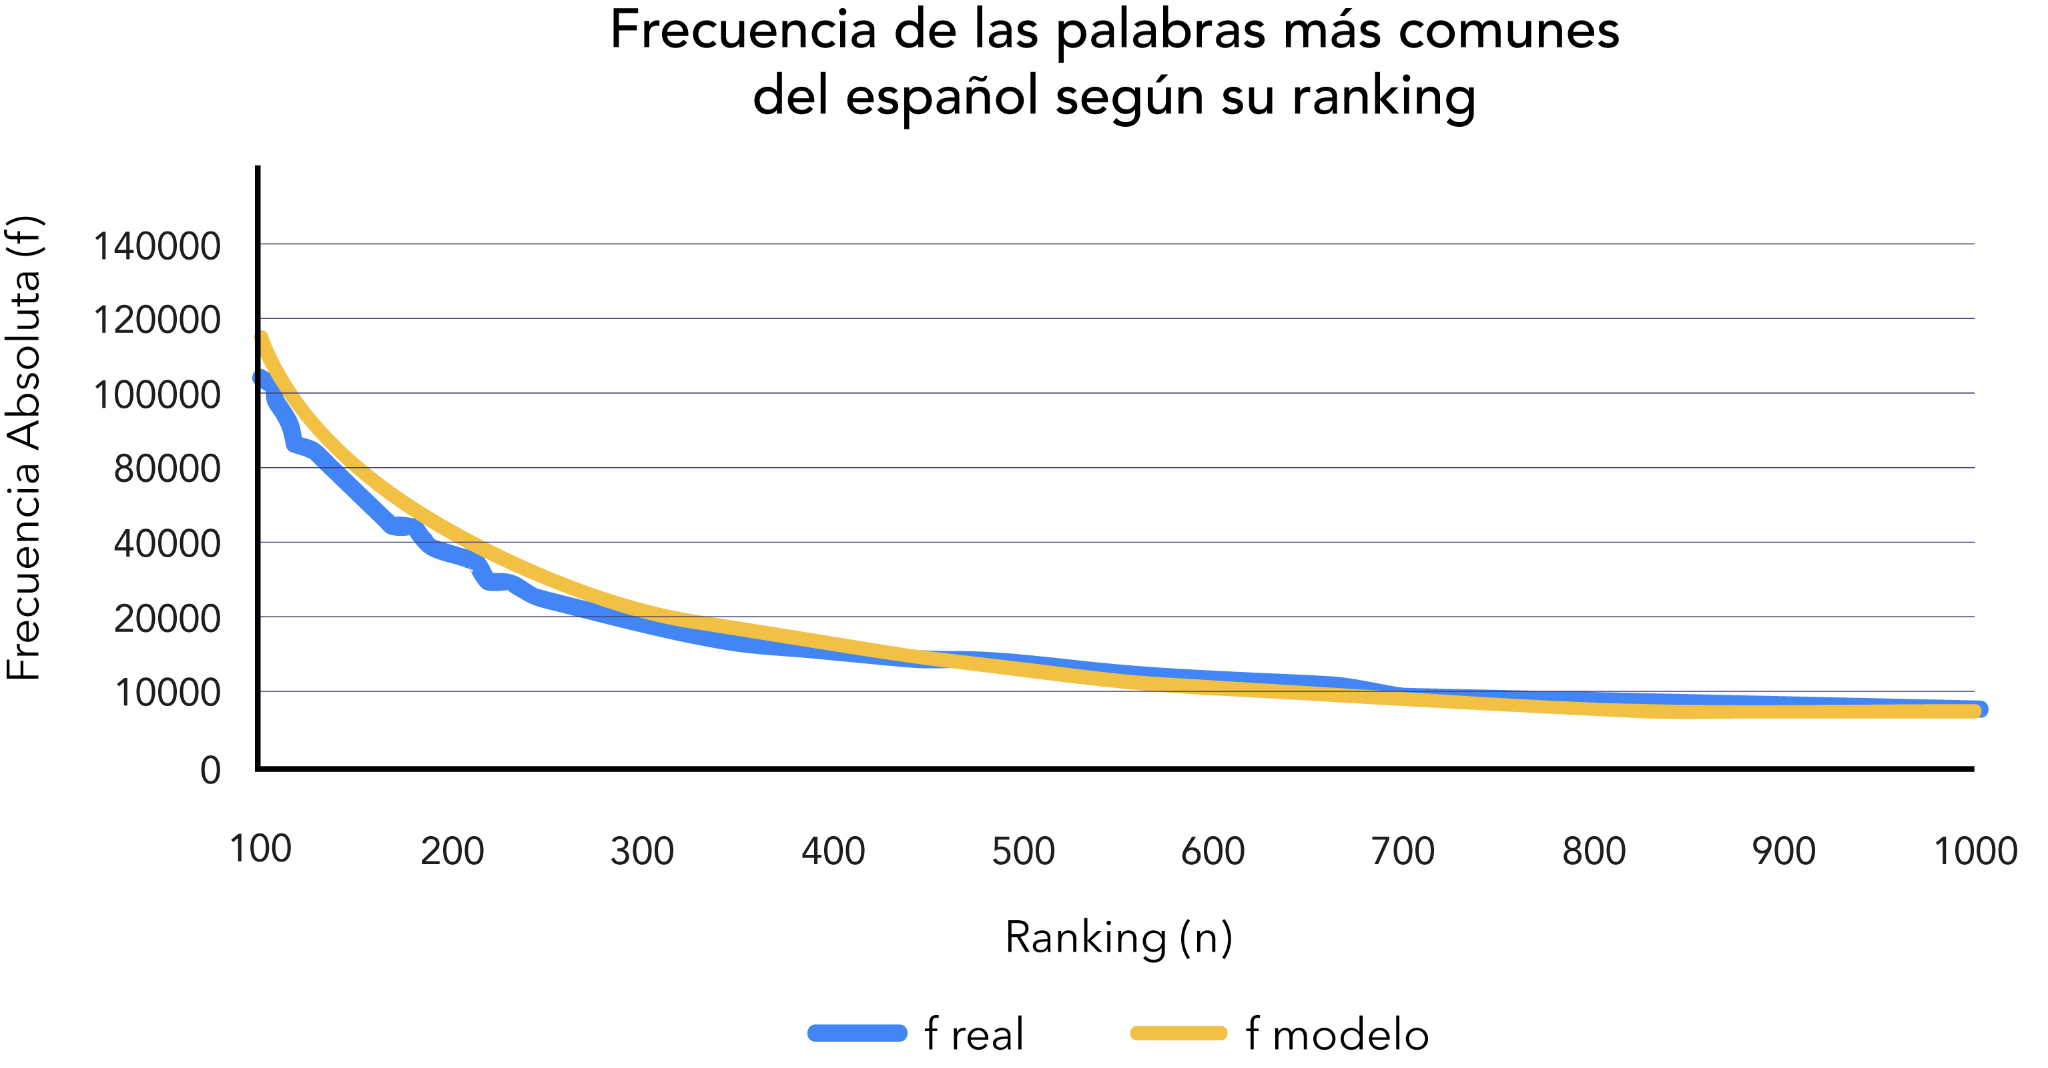 Frecuencia de las palabras más comunes
del español según su ranking
Frecuencia Absoluta (f)
140000
120000
100000
80000
40000
20000
10000
0
100 200 300 400 500 600 700 800 900 1000
Ranking (n)
f real f modelo